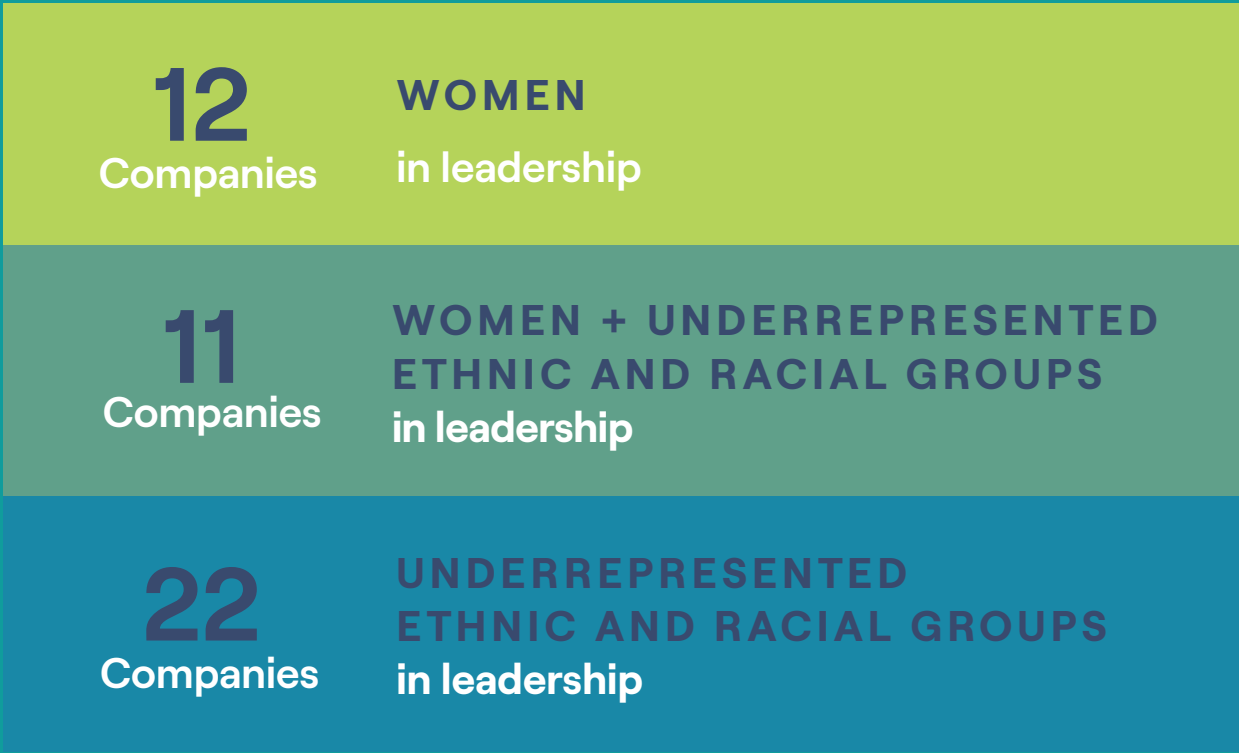 12
Companies
WOMEN
in leadership
11
Companies
WOMEN + UNDERREPRESENTED
ETHNIC AND RACIAL GROUPS
in leadership
22
Companies
UNDERREPRESENTED
ETHNIC AND RACIAL GROUPS
in leadership